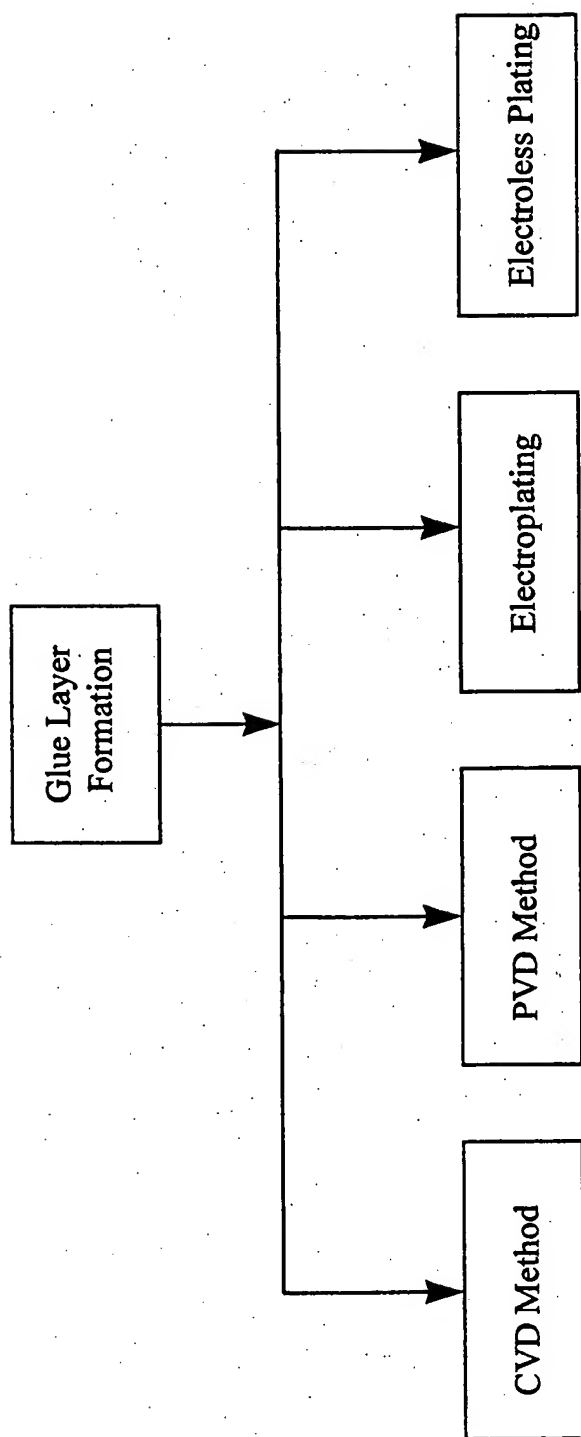 Glue Layer
Formation
CVD Method
PVD Method
Electroplating
Electroless Plating